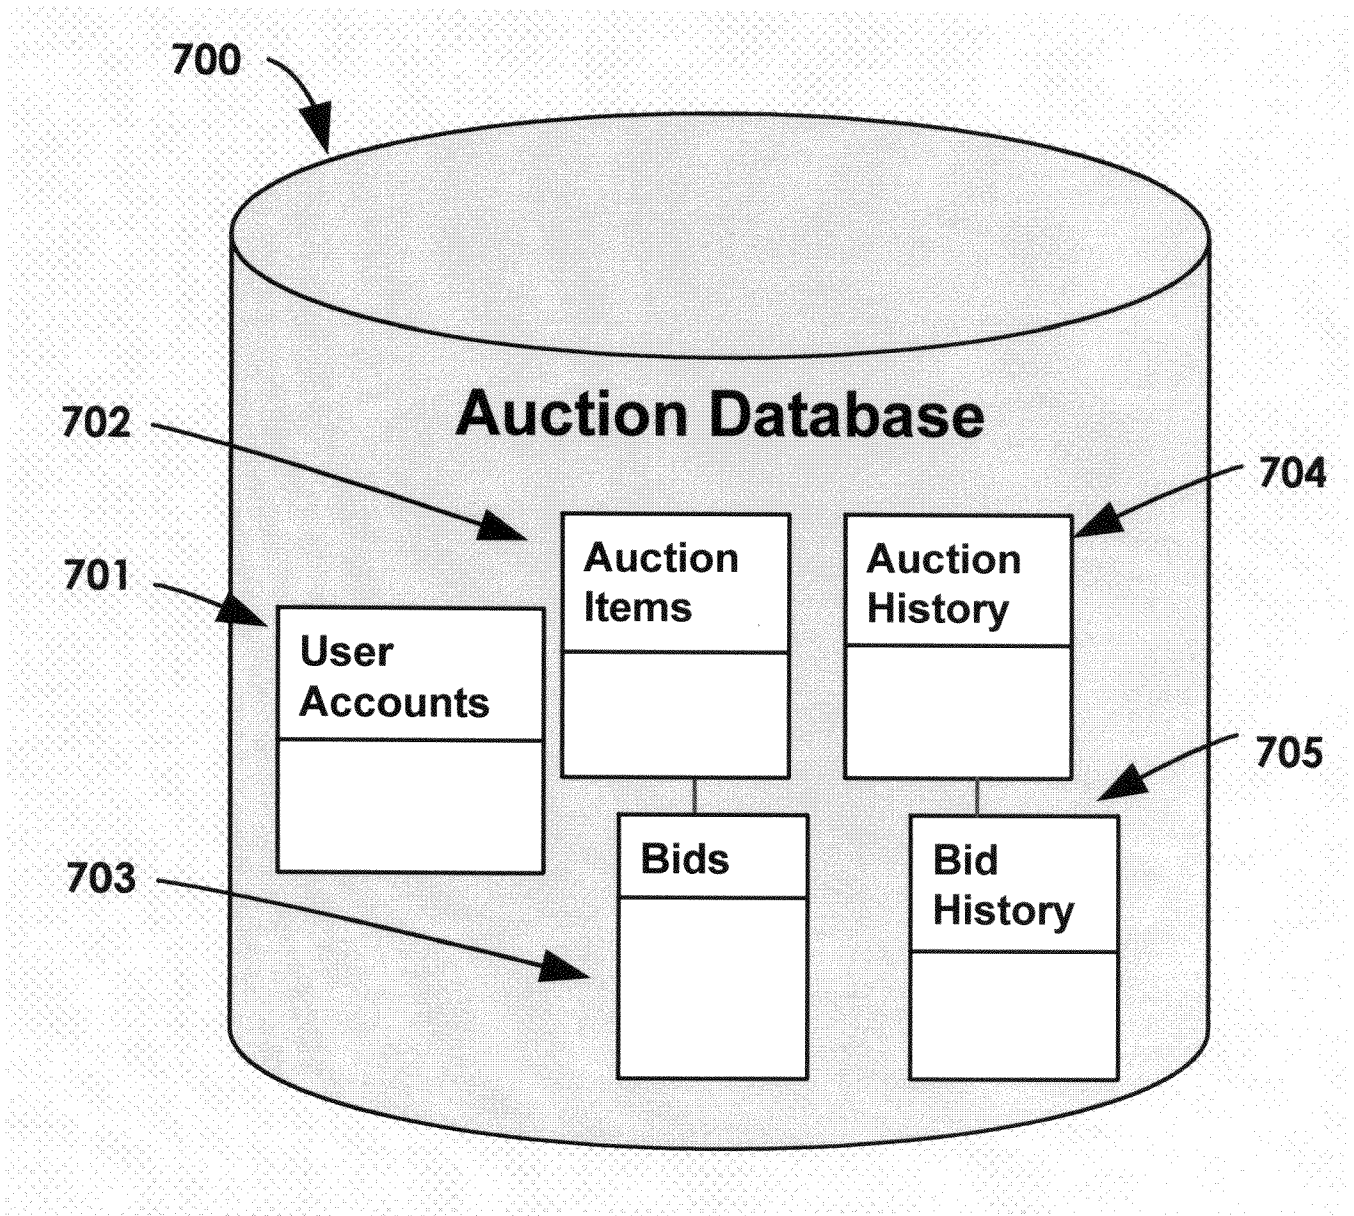 700
Auction Database
702
704
Auction
Items
Auction
History
701
User
Accounts
705
703
Bids
Bid
History